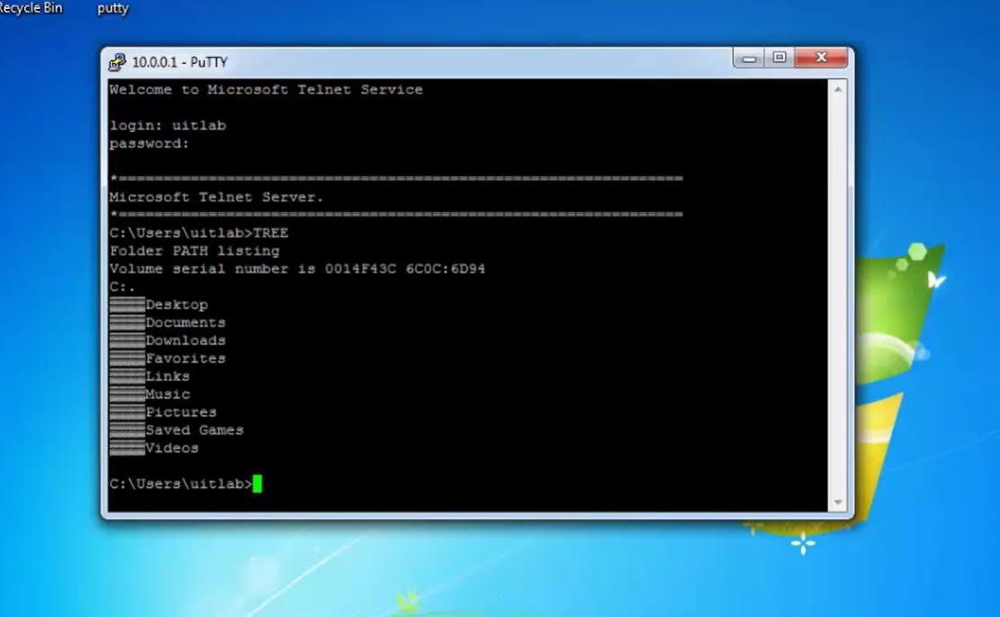 Recycle Bin
putty
10.0.0.1 - PuTTY
Welcome to Microsoft Telnet Service
login: uitlab
password:
*===============================================================
Microsoft Telnet Server.
*===============================================================
C:\Users\uitlab>TREE
Folder PATH listing
Volume serial number is 0014F43C 6C0C:6D94
C:.
Desktop
Documents
Downloads
Favorites
Links
Music
Pictures
Saved Games
Videos
C:\Users\uitlab>